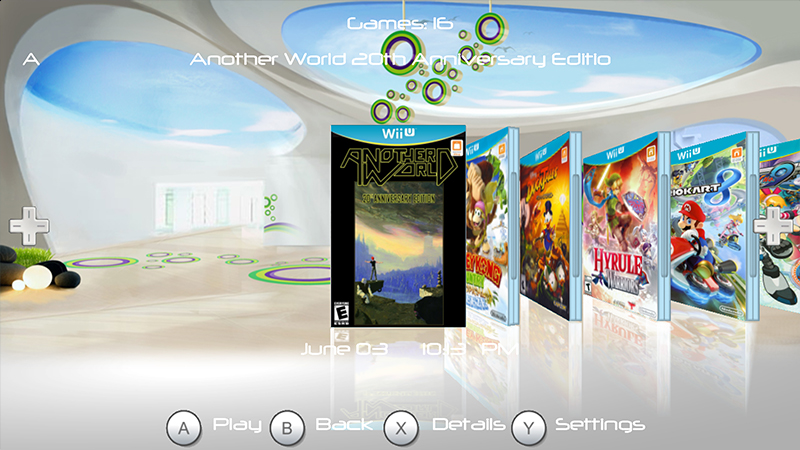 Games: 16
A
Another World 20th Anniversary Editio
Wii U
ANOTHER WORLD
20TH ANNIVERSARY EDITION
E
Wii U
Wii U
Wii U
HYRULE
WARRIORS
T
Wii U
MARIOKART 8
Wii U
June 03 10:13 PM
A Play B Back X Details Y Settings